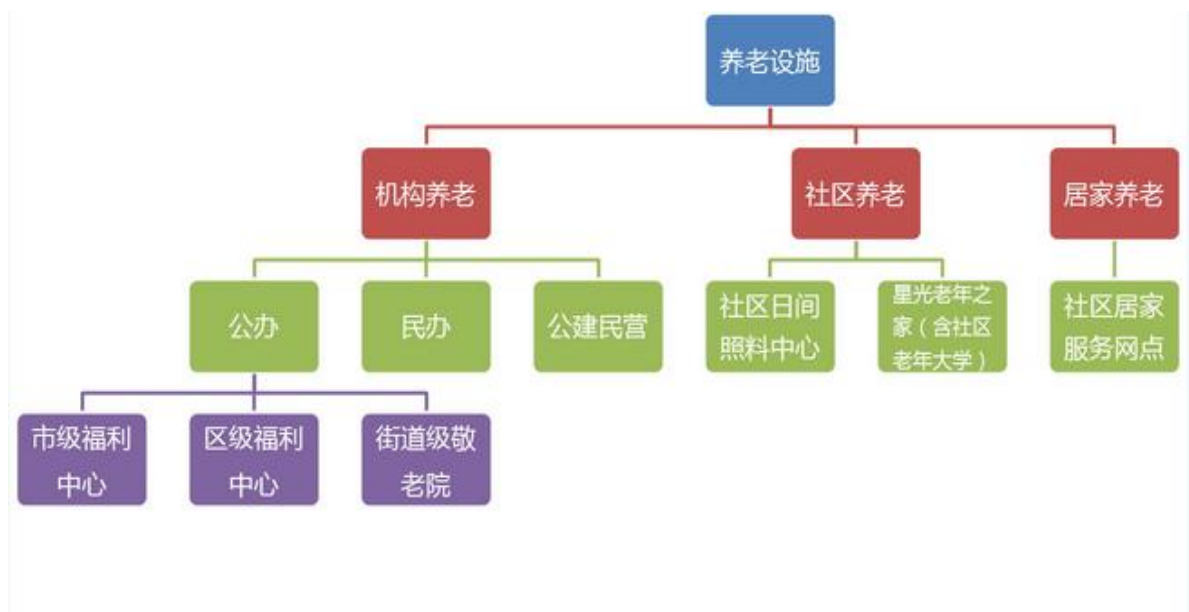 养老设施
机构养老
社区养老
居家养老
公办
民办
公建民营
社区日间
照料中心
星光老年之
家（含社区
老年大学）
社区居家
服务网点
市级福利
中心
区级福利
中心
街道级敬
老院